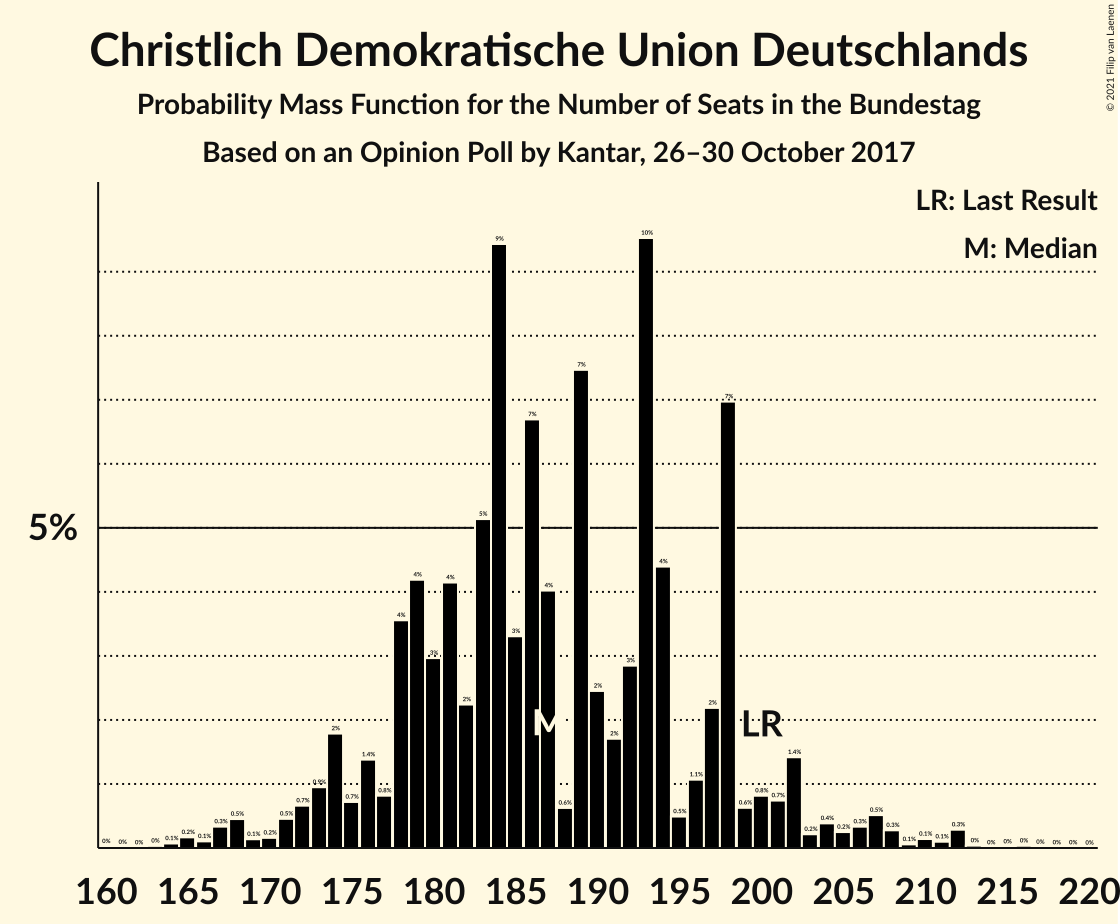 Christlich Demokratische Union Deutschlands
Probability Mass Function for the Number of Seats in the Bundestag
Based on an Opinion Poll by Kantar, 26–30 October 2017
© 2021 Filip van Laenen
LR: Last Result
M: Median
5%
0% 0% 0% 0% 0.1% 0.2% 0.1% 0.3% 0.5% 0.1% 0.2% 0.5% 0.7% 0.9% 2% 0.7% 1.4% 0.8% 4% 4% 3% 4% 2% 5% 9% 3% 7% 4% 0.6% 7% 2% 2% 3% 10% 4% 0.5% 1.1% 2% 7% 0.6% 0.8% 0.7% 1.4% 0.2% 0.4% 0.2% 0.3% 0.5% 0.3% 0.1% 0.1% 0.1% 0.3% 0% 0% 0% 0% 0% 0% 0% 0%
M
LR
160 165 170 175 180 185 190 195 200 205 210 215 220